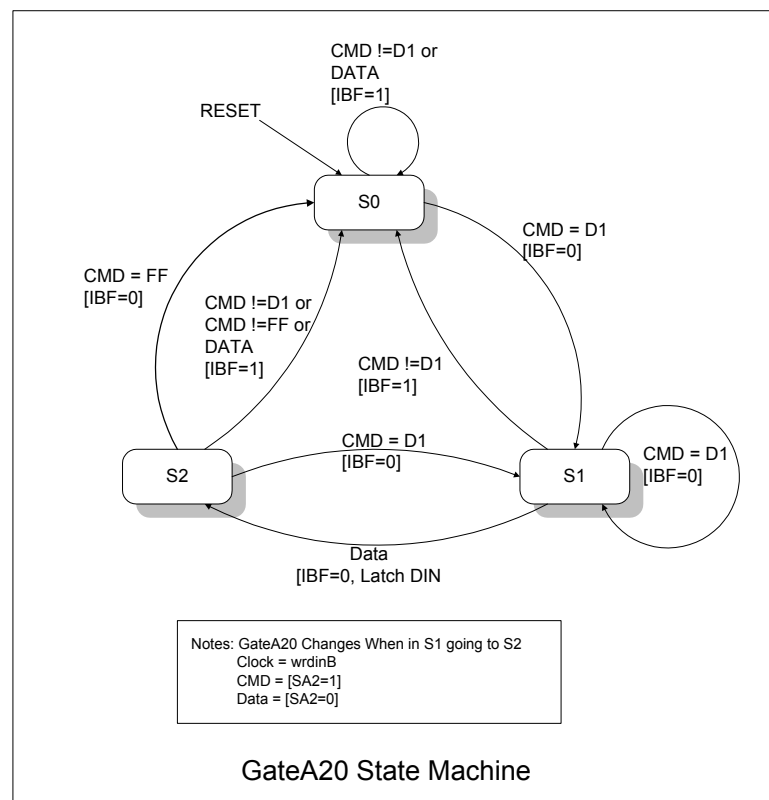 CMD !=D1 or
DATA
[IBF=1]
RESET
S0
CMD = D1
[IBF=0]
CMD = FF
[IBF=0]
CMD !=D1 or
CMD !=FF or
DATA
[IBF=1]
CMD !=D1
[IBF=1]
CMD = D1
[IBF=0]
CMD = D1
[IBF=0]
S2
S1
Data
[IBF=0, Latch DIN
Notes: GateA20 Changes When in S1 going to S2
Clock = wrdinB
CMD = [SA2=1]
Data = [SA2=0]
GateA20 State Machine